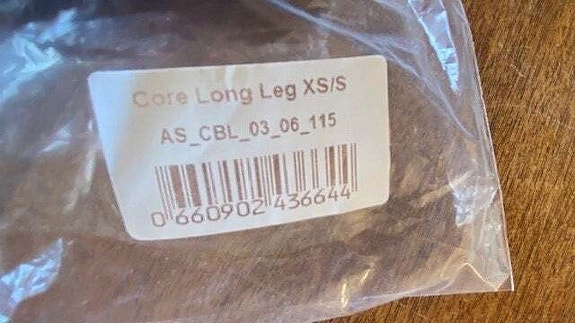 Core Long Leg XS/S
AS_CBL_03_06_115
0 660902 436644